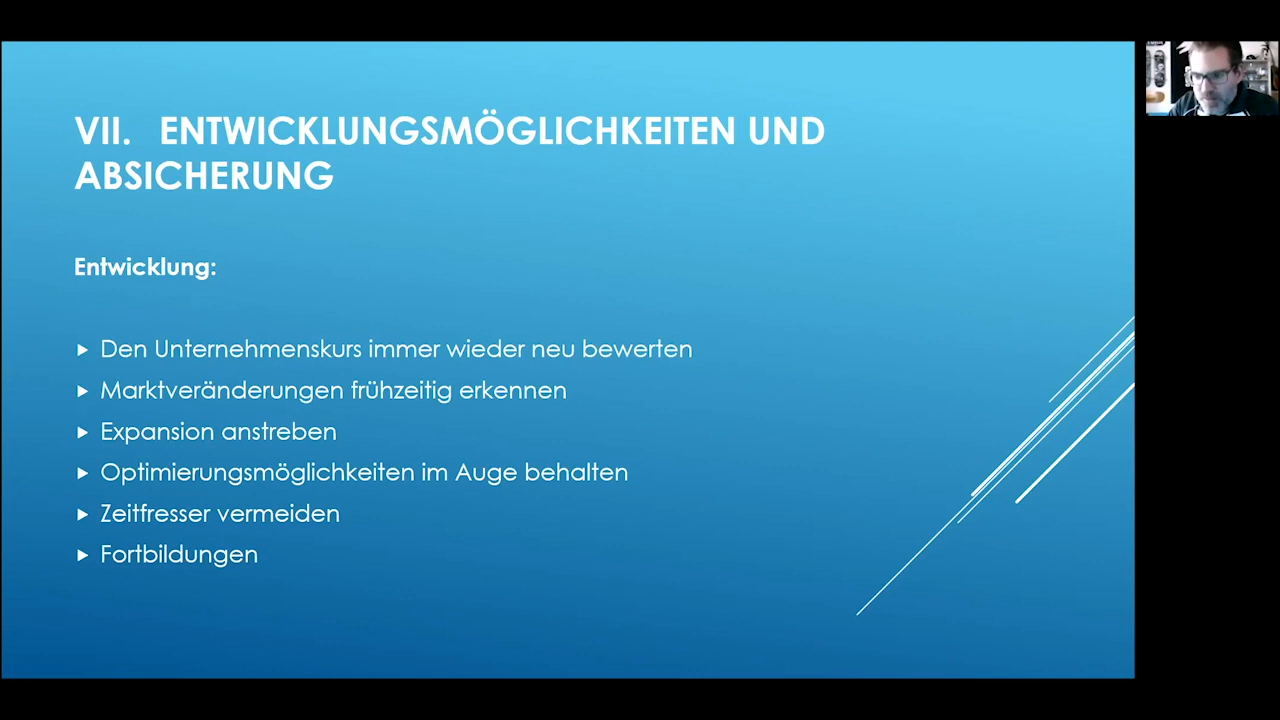 VII. ENTWICKLUNGSMÖGLICHKEITEN UND
ABSICHERUNG
Entwicklung:
Den Unternehmenskurs immer wieder neu bewerten
Marktveränderungen frühzeitig erkennen
Expansion anstreben
Optimierungsmöglichkeiten im Auge behalten
Zeitfresser vermeiden
Fortbildungen